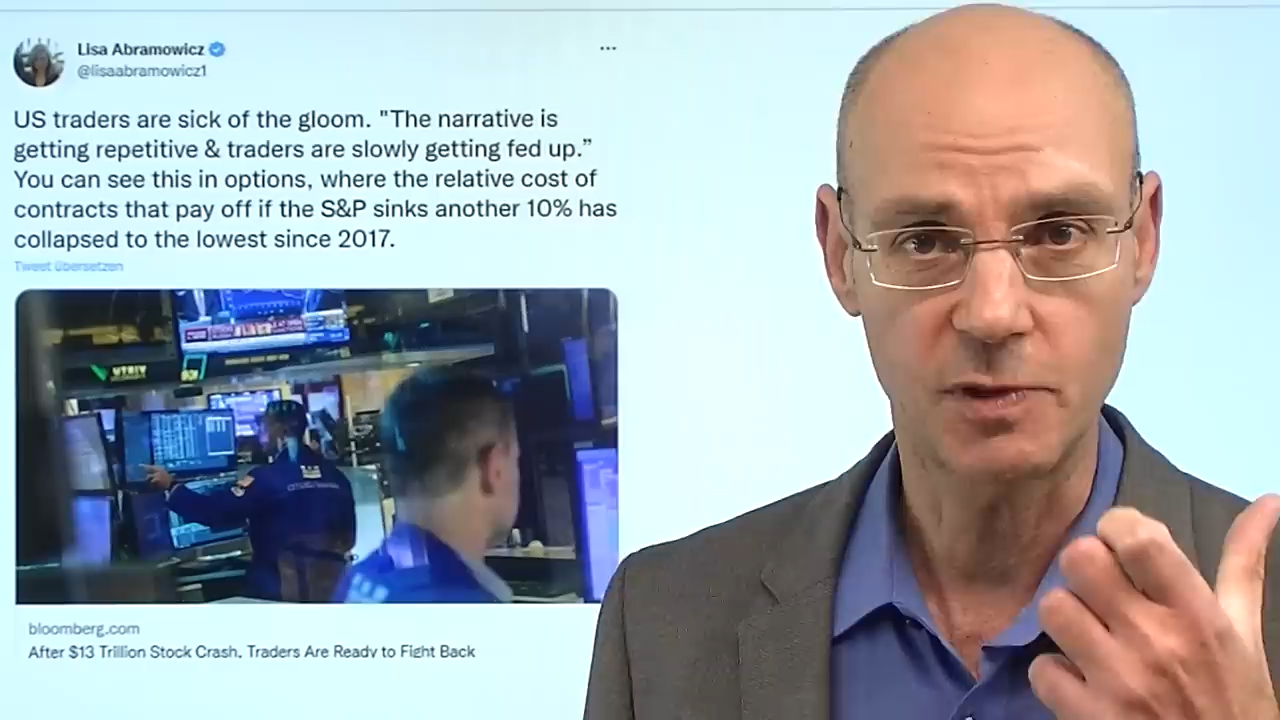 Lisa Abramowicz
@lisaabramowicz1
US traders are sick of the gloom. "The narrative is
getting repetitive & traders are slowly getting fed up.”
You can see this in options, where the relative cost of
contracts that pay off if the S&P sinks another 10% has
collapsed to the lowest since 2017.
Tweet übersetzen
bloomberg.com
After $13 Trillion Stock Crash, Traders Are Ready to Fight Back